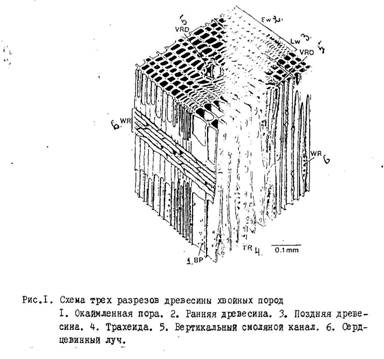 5
VRD
EW 2.
LW 3.
5
VRD
6 WR
WR
6
1. BP
TR 4.
0.1 mm
Рис.I. Схема трех разрезов древесины хвойных пород
I. Окаймленная пора. 2. Ранняя древесина. 3. Поздняя древе-
сина. 4. Трахеида. 5. Вертикальный смоляной канал. 6. Серд-
цевинный луч.